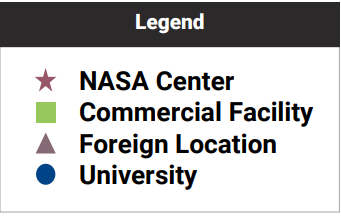 Legend
NASA Center
Commercial Facility
Foreign Location
University